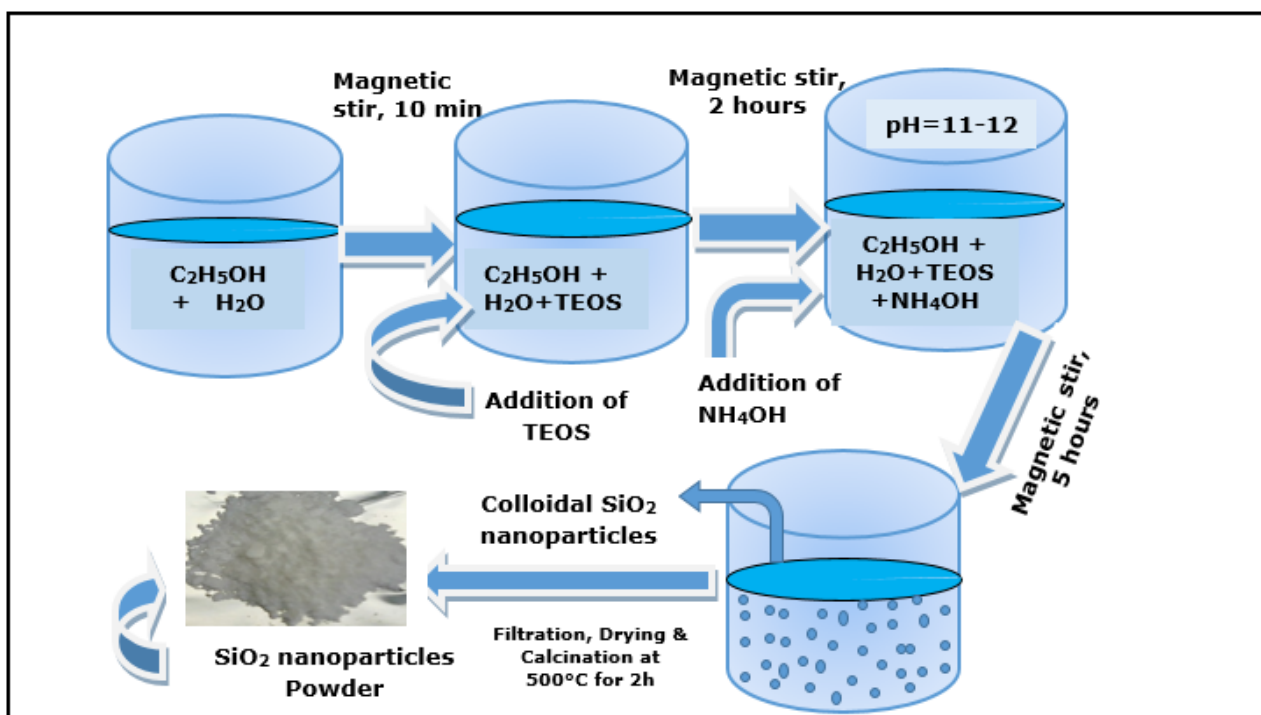 Magnetic
stir, 10 min
Magnetic stir,
2 hours
pH=11-12
C₂H₅OH
+ H₂O
C₂H₅OH +
H₂O+TEOS
C₂H₅OH +
H₂O+TEOS
+NH₄OH
Addition of
TEOS
Addition of
NH₄OH
Magnetic stir,
5 hours
Colloidal SiO₂
nanoparticles
Filtration, Drying &
Calcination at
500°C for 2h
SiO₂ nanoparticles
Powder